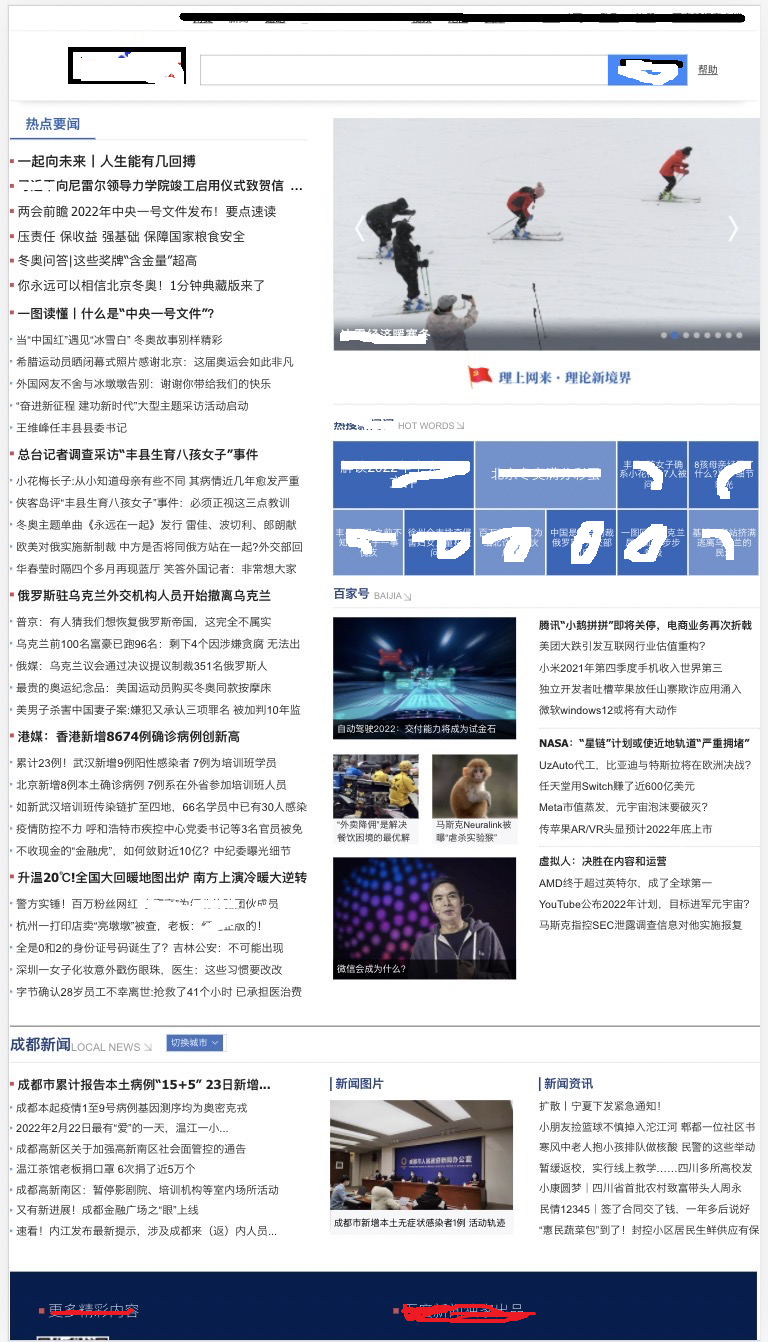 帮助
热点要闻
一起向未来丨人生能有几回搏
向尼雷尔领导力学院竣工启用仪式致贺信 ...
两会前瞻 2022年中央一号文件发布！要点速读
压责任 保收益 强基础 保障国家粮食安全
冬奥问答|这些奖牌“含金量”超高
你永远可以相信北京冬奥！1分钟典藏版来了
一图读懂丨什么是“中央一号文件”?
当“中国红”遇见“冰雪白” 冬奥故事别样精彩
希腊运动员晒闭幕式照片感谢北京：这届奥运会如此非凡
外国网友不舍与冰墩墩告别：谢谢你带给我们的快乐
“奋进新征程 建功新时代”大型主题采访活动启动
王维峰任丰县县委书记
总台记者调查采访“丰县生育八孩女子”事件
小花梅长子:从小知道母亲有些不同 其病情近几年愈发严重
侠客岛评“丰县生育八孩女子”事件：必须正视这三点教训
冬奥主题单曲《永远在一起》发行 雷佳、波切利、郎朗献
欧美对俄实施新制裁 中方是否将同俄方站在一起?外交部回
华春莹时隔四个多月再现蓝厅 笑答外国记者：非常想大家
俄罗斯驻乌克兰外交机构人员开始撤离乌克兰
普京：有人猜我们想恢复俄罗斯帝国，这完全不属实
乌克兰前100名富豪已跑96名：剩下4个因涉嫌贪腐 无法出
俄媒：乌克兰议会通过决议提议制裁351名俄罗斯人
最贵的奥运纪念品：美国运动员购买冬奥同款按摩床
美男子杀害中国妻子案:嫌犯又承认三项罪名 被加判10年监
港媒：香港新增8674例确诊病例创新高
累计23例！武汉新增9例阳性感染者 7例为培训班学员
北京新增8例本土确诊病例 7例系在外省参加培训班人员
如新武汉培训班传染链扩至四地，66名学员中已有30人感染
疫情防控不力 呼和浩特市疾控中心党委书记等3名官员被免
不收现金的“金融虎”，如何敛财近10亿？中纪委曝光细节
升温20℃!全国大回暖地图出炉 南方上演冷暖大逆转
警方实锤！百万粉丝网红 团伙成员
杭州一打印店卖“亮墩墩”被查，老板： 正版的！
全是0和2的身份证号码诞生了？吉林公安：不可能出现
深圳一女子化妆意外戳伤眼珠，医生：这些习惯要改改
字节确认28岁员工不幸离世:抢救了41个小时 已承担医治费
理上网来·理论新境界
HOT WORDS
百家号 BAIJIA
自动驾驶2022：交付能力将成为试金石
“外卖降佣”是解决
餐饮困境的最优解
马斯克Neuralink被
曝“虐杀实验猴”
微信会成为什么?
腾讯“小鹅拼拼”即将关停，电商业务再次折戟
美团大跌引发互联网行业估值重构?
小米2021年第四季度手机收入世界第三
独立开发者吐槽苹果放任山寨欺诈应用涌入
微软windows12或将有大动作
NASA：“星链”计划或使近地轨道“严重拥堵”
UzAuto代工，比亚迪与特斯拉将在欧洲决战?
任天堂用Switch赚了近600亿美元
Meta市值蒸发，元宇宙泡沫要破灭?
传苹果AR/VR头显预计2022年底上市
虚拟人：决胜在内容和运营
AMD终于超过英特尔，成了全球第一
YouTube公布2022年计划，目标进军元宇宙?
马斯克指控SEC泄露调查信息对他实施报复
成都新闻 LOCAL NEWS 切换城市
成都市累计报告本土病例“15+5” 23日新增...
成都本起疫情1至9号病例基因测序均为奥密克戎
2022年2月22日最有“爱”的一天，温江一小...
成都高新区关于加强高新南区社会面管控的通告
温江茶馆老板捐口罩 6次捐了近5万个
成都高新南区：暂停影剧院、培训机构等室内场所活动
又有新进展！成都金融广场之“眼”上线
速看！内江发布最新提示，涉及成都来（返）内人员...
新闻图片
成都市人民政府新闻办公室
成都市新增本土无症状感染者1例 活动轨迹
新闻资讯
扩散丨宁夏下发紧急通知！
小朋友捡篮球不慎掉入沱江河 郫都一位社区书
寒风中老人抱小孩排队做核酸 民警的这些举动
暂缓返校，实行线上教学……四川多所高校发
小康圆梦丨四川省首批农村致富带头人周永
民情12345丨签了合同交了钱，一年多后说好
“惠民蔬菜包”到了！封控小区居民生鲜供应有保
更多精彩内容